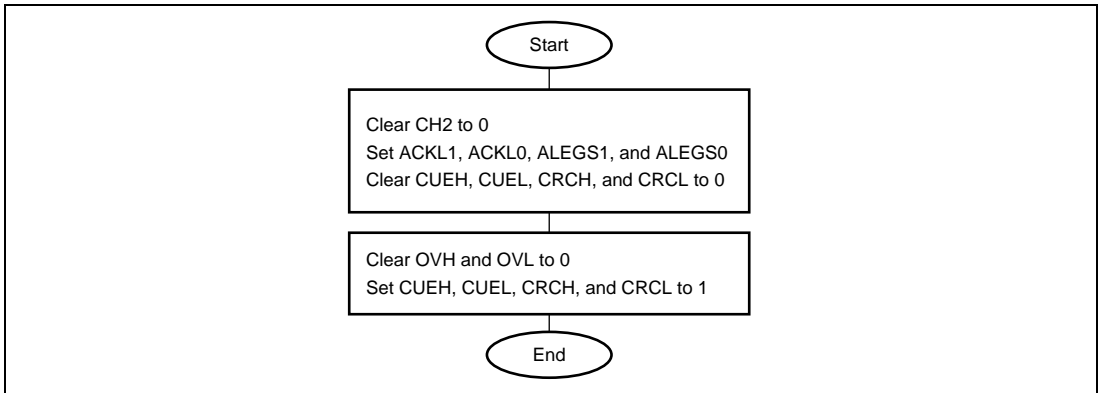 Start
Clear CH2 to 0
Set ACKL1, ACKL0, ALEGS1, and ALEGS0
Clear CUEH, CUEL, CRCH, and CRCL to 0
Clear OVH and OVL to 0
Set CUEH, CUEL, CRCH, and CRCL to 1
End